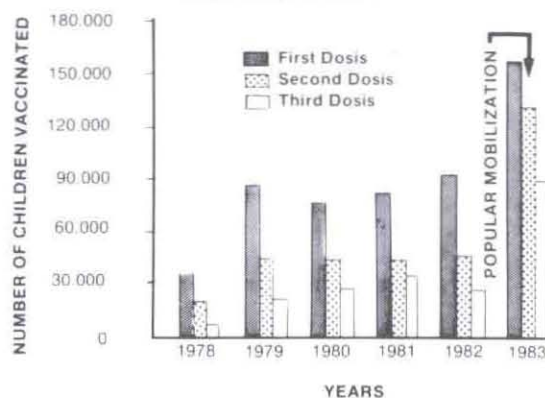 NUMBER OF CHILDREN VACCINATED
180.000
150.000
120.000
90.000
60.000
30.000
0
First Dosis
Second Dosis
Third Dosis
POPULAR MOBILIZATION
1978
1979
1980
1981
1982
1983
YEARS